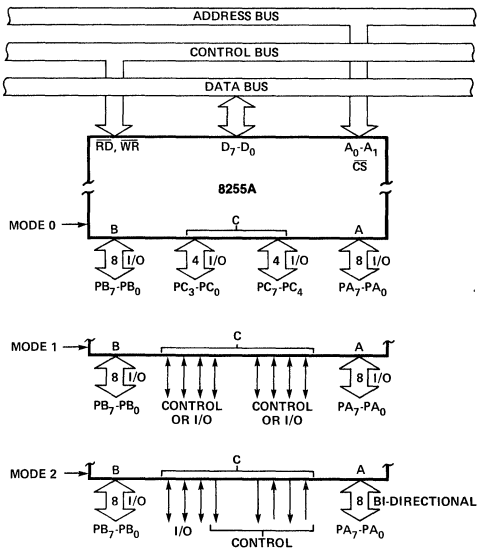 ADDRESS BUS
CONTROL BUS
DATA BUS
RD, WR
D7-D0
A0-A1
CS
8255A
MODE 0
B
C
A
8 I/O
4 I/O
4 I/O
8 I/O
PB7-PB0
PC3-PC0
PC7-PC4
PA7-PA0
MODE 1
B
C
A
8 I/O
8 I/O
PB7-PB0
CONTROL
OR I/O
CONTROL
OR I/O
PA7-PA0
MODE 2
B
C
A
8 I/O
8 BI-DIRECTIONAL
PB7-PB0
I/O
CONTROL
PA7-PA0